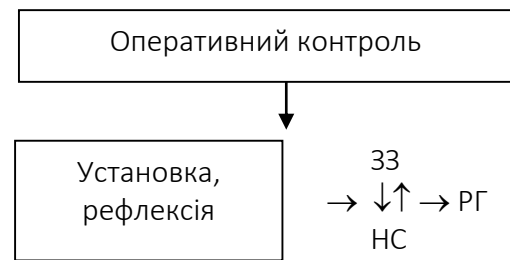 Оперативний контроль
Установка,
рефлексія
ЗЗ
→ ↓↑ → РГ
НС